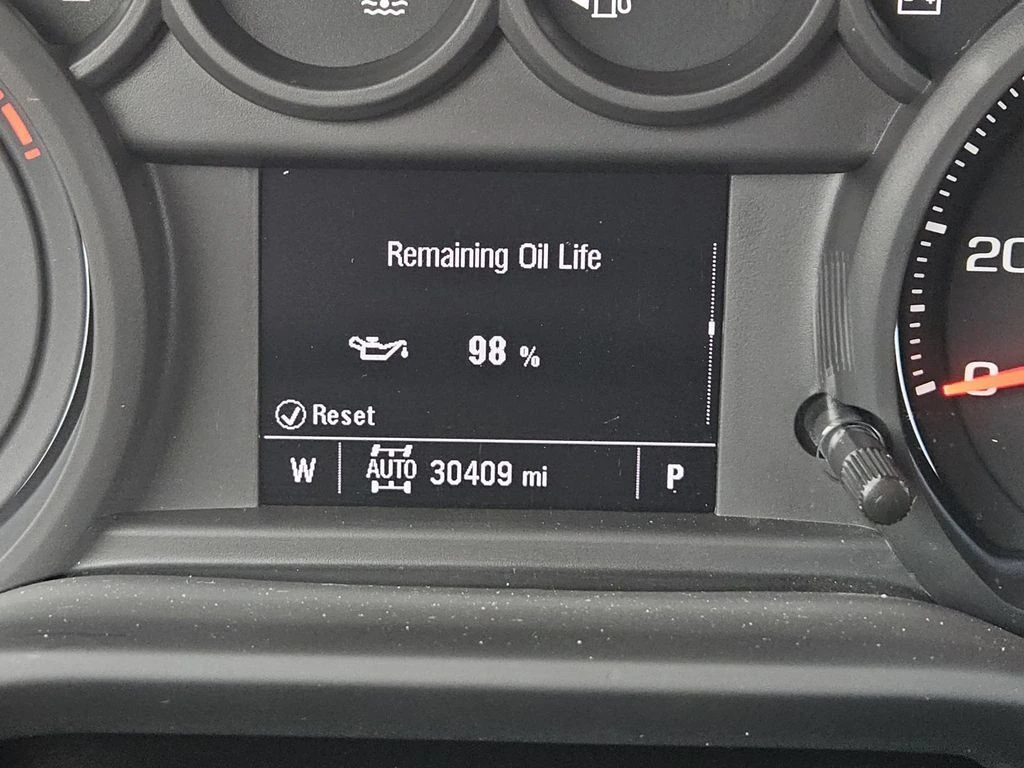 Remaining Oil Life
98 %
Reset
W AUTO 30409 mi P
20
0